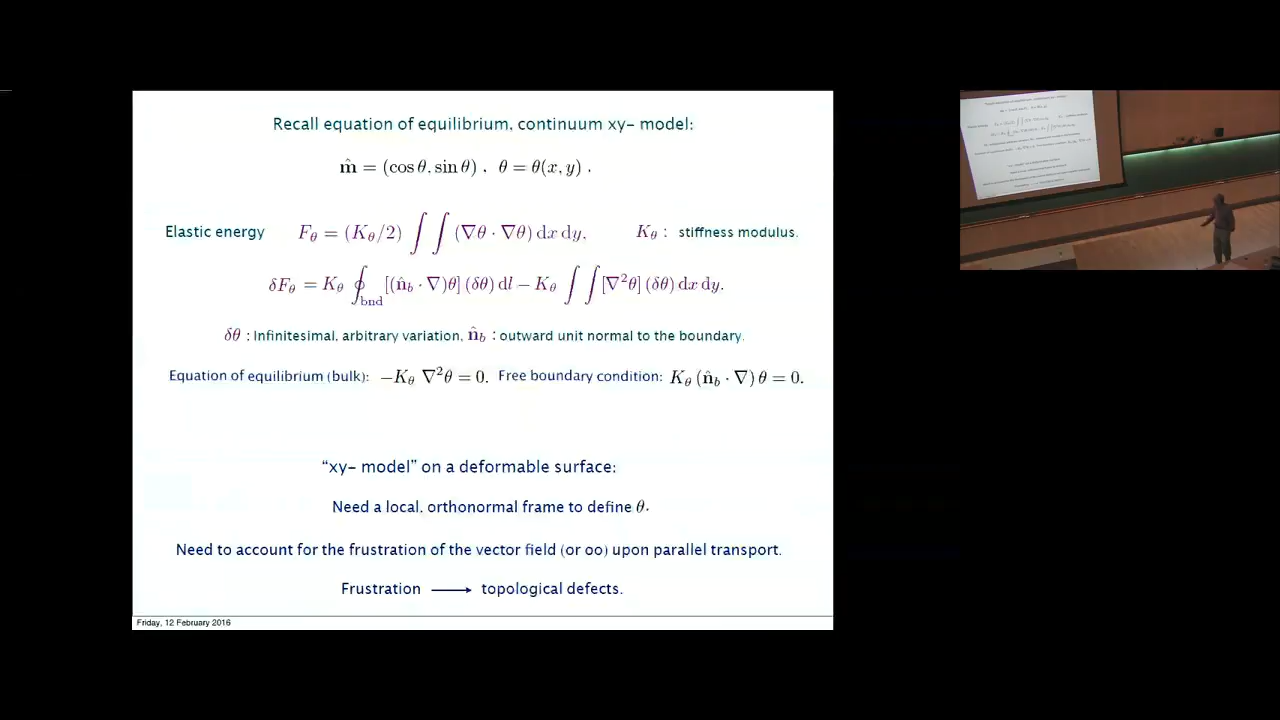 Recall equation of equilibrium, continuum xy- model:
m̂ = (cos θ, sin θ) , θ = θ(x, y) .
Elastic energy F_θ = (K_θ/2) ∫∫ (∇θ · ∇θ) dx dy, K_θ : stiffness modulus.
δF_θ = K_θ ∮_bnd [(n̂_b · ∇)θ] (δθ) dl − K_θ ∫∫ [∇²θ] (δθ) dx dy.
δθ : Infinitesimal, arbitrary variation, n̂_b : outward unit normal to the boundary.
Equation of equilibrium (bulk): −K_θ ∇²θ = 0. Free boundary condition: K_θ (n̂_b · ∇) θ = 0.
“xy- model” on a deformable surface:
Need a local, orthonormal frame to define θ.
Need to account for the frustration of the vector field (or oo) upon parallel transport.
Frustration ⟶ topological defects.
Friday, 12 February 2016